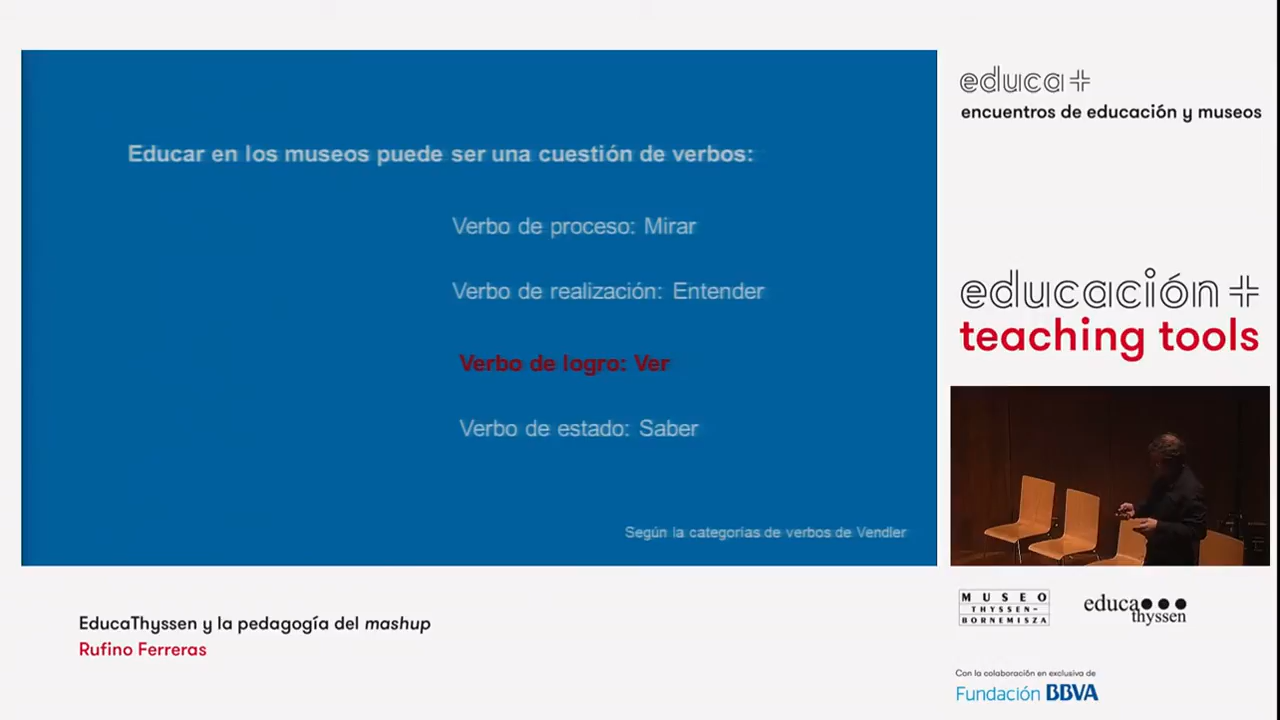 Educar en los museos puede ser una cuestión de verbos:
Verbo de proceso: Mirar
Verbo de realización: Entender
Verbo de logro: Ver
Verbo de estado: Saber
Según la categorías de verbos de Vendler
EducaThyssen y la pedagogía del mashup
Rufino Ferreras
educa+
encuentros de educación y museos
educación+
teaching tools
MUSEO
THYSSEN-
BORNEMISZA
educa
thyssen
Con la colaboración en exclusiva de
Fundación BBVA